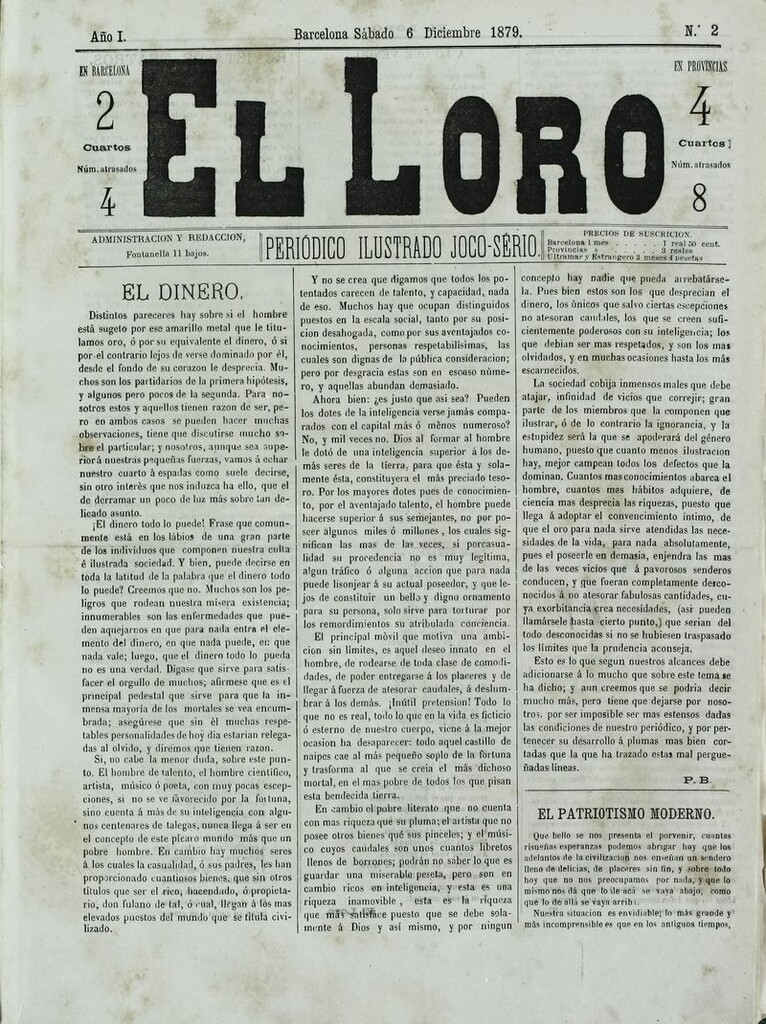 Año I.
Barcelona Sábado 6 Diciembre 1879.
N.° 2
EN BARCELONA
2
Cuartos
Núm. atrasados
4
EL LORO
EN PROVINCIAS
4
Cuartos
Núm. atrasados
8
ADMINISTRACION Y REDACCION,
Fontanella 11 bajos.
PERIÓDICO ILUSTRADO JOCO-SÉRIO
PRECIOS DE SUSCRICION.
Barcelona 1 mes . . . . . 1 real 50 cent.
Provincias » . . . . . 3 reales
Ultramar y Estrangero 3 meses 4 pesetas
EL DINERO.
Distintos pareceres hay sobre si el hombre
está sugeto por ese amarillo metal que le titu-
lamos oro, ó por su equivalente el dinero, ó si
por el contrario lejos de verse dominado por él,
desde el fondo de su corazon le desprecia. Mu-
chos son los partidarios de la primera hipótesis,
y algunos pero pocos de la segunda. Para no-
sotros estos y aquellos tienen razon de ser, pe-
ro en ambos casos se pueden hacer muchas
observaciones, tiene que discutirse mucho so-
bre el particular; y nosotros, aunque sea supe-
rior á nuestras pequeñas fuerzas, vamos á echar
nuestro cuarto á espadas como suele decirse,
sin otro interés que nos induzca ha ello, que el
de derramar un poco de luz más sobre tan de-
licado asunto.
¡El dinero todo lo puede! Frase que comun-
mente está en los lábios de una gran parte
de los individuos que componen nuestra culta
é ilustrada sociedad. Y bien, puede decirse en
toda la latitud de la palabra que el dinero todo
lo puede? Creemos que no. Muchos son los pe-
ligros que rodean nuestra mísera existencia;
innumerables son las enfermedades que pue-
den aquejarnos en que para nada entra el ele-
mento del dinero, en que nada puede, en que
nada vale; luego, que el dinero todo lo pueda
no es una verdad. Dígase que sirve para satis-
facer el orgullo de muchos; afirmese que es el
principal pedestal que sirve para que la in-
mensa mayoría de los mortales se vea encum-
brada; asegúrese que sin él muchas respe-
tables personalidades de hoy dia estarian relega-
das al olvido, y diremos que tienen razon.
Si, no cabe la menor duda, sobre este pun-
to. El hombre de talento, el hombre científico,
artista, músico ó poeta, con muy pocas escep-
ciones, si no se vé favorecido por la fortuna,
sino cuenta á más de su inteligencia con algu-
nos centenares de talegas, nunca llega á ser en
el concepto de este pícaro mundo más que un
pobre hombre. En cambio hay muchos seres
á los cuales la casualidad, ó sus padres, les han
proporcionado cuantiosos bienes, que sin otros
títulos que ser el rico, hacendado, ó propieta-
rio, don fulano de tal, ó cual, llegan á los mas
elevados puestos del mundo que se titula civi-
lizado.
Y no se crea que digamos que todos los po-
tentados carecen de talento, y capacidad, nada
de eso. Muchos hay que ocupan distinguidos
puestos en la escala social, tanto por su posi-
cion desahogada, como por sus aventajados co-
nocimientos, personas respetabilísimas, las
cuales son dignas de la pública consideracion;
pero por desgracia estas son en escaso núme-
ro, y aquellas abundan demasiado.
Ahora bien: ¿es justo que asi sea? Pueden
los dotes de la inteligencia verse jamás compa-
rados con el capital más ó ménos numeroso?
No, y mil veces no. Dios al formar al hombre
le dotó de una inteligencia superior á los de-
más seres de la tierra, para que ésta y sola-
mente ésta, constituyera el más preciado teso-
ro. Por los mayores dotes pues de conocimien-
to, por el aventajado talento, el hombre puede
hacerse superior á sus semejantes, no por po-
seer algunos miles ó millones, los cuales signi-
fican las mas de las veces, si porcasua-
lidad su procedencia no es muy legítima,
algun tráfico ó alguna accion que para nada
puede lisonjear á su actual poseedor, y que le-
jos de constituir un bello y digno ornamento
para su persona, solo sirve para torturar por
los remordimientos su atribulada conciencia.
El principal móvil que motiva una ambi-
cion sin límites, es aquel deseo innato en el
hombre, de rodearse de toda clase de comodi-
dades, de poder entregarse á los placeres y de
llegar á fuerza de atesorar caudales, á deslum-
brar á los demás. ¡Inútil pretension! Todo lo
que no es real, todo lo que en la vida es ficticio
ó esterno de nuestro cuerpo, viene á la mejor
ocasion ha desaparecer: todo aquel castillo de
naipes cae al más pequeño soplo de la fortuna
y trasforma al que se creia el mas dichoso
mortal, en el mas pobre de todos los que pisan
esta bendecida tierra.
En cambio el pobre literato que no cuenta
con mas riqueza que su pluma; el artista que no
posee otros bienes qué sus pinceles; y el músi-
co cuyos caudales son unos cuantos libretos
llenos de borrones; podrán no saber lo que es
guardar una miserable peseta, pero son en
cambio ricos en inteligencia, y esta es una
riqueza inamovible, esta es la riqueza
que más satisface puesto que se debe sola-
mente á Dios y así mismo, y por ningun
concepto hay nadie que pueda arrebatárse-
la. Pues bien estos son los que desprecian el
dinero, los únicos que salvo ciertas escepciones
no atesoran caudales, los que se creen sufi-
cientemente poderosos con su inteligencia; los
que debian ser mas respetados, y son los mas
olvidados, y en muchas ocasiones hasta los más
escarnecidos.
La sociedad cobija inmensos males que debe
atajar, infinidad de vicios que correjir; gran
parte de los miembros que la componen que
ilustrar, ó de lo contrario la ignorancia, y la
estupidez será la que se apoderará del género
humano, puesto que cuanto menos ilustracion
hay, mejor campean todos los defectos que la
dominan. Cuantos mas conocimientos abarca el
hombre, cuantos mas hábitos adquiere, de
ciencia mas desprecia las riquezas, puesto que
llega á adoptar el convencimiento íntimo, de
que el oro para nada sirve atendidas las ne-
cesidades de la vida, para nada absolutamente,
pues el poseerle en demasia, enjendra las mas
de las veces vicios que á pavorosos senderos
conducen, y que fueran completamente desco-
nocidos á no atesorar fabulosas cantidades, cu-
ya exorbitancia crea necesidades, (asi pueden
llamársele hasta cierto punto,) que serian del
todo desconocidas si no se hubiesen traspasado
los límites que la prudencia aconseja.
Esto es lo que segun nuestros alcances debe
adicionarse á lo mucho que sobre este tema se
ha dicho; y aun creemos que se podria decir
mucho más, pero tiene que dejarse por noso-
tros. por ser imposible ser mas estensos dadas
las condiciones de nuestro periódico, y por per-
tenecer su desarrollo á plumas mas bien cor-
tadas que la que ha trazado estas mal pergue-
ñadas líneas.
P. B.
EL PATRIOTISMO MODERNO.
Que bello se nos presenta el porvenir, cuantas
risueñas esperanzas podemos abrigar hoy que los
adelantos de la civilizacion nos enseñan un sendero
lleno de delicias, de placeres sin fin, y sobre todo
hoy que no nos preocupamos por nada, y que lo
mismo nos dá que lo de acá se vaya abajo, como
que lo de allá se vaya arriba.
Nuestra situacion es envidiable; lo más grande y
más incomprensible es que en los antiguos tiempos,